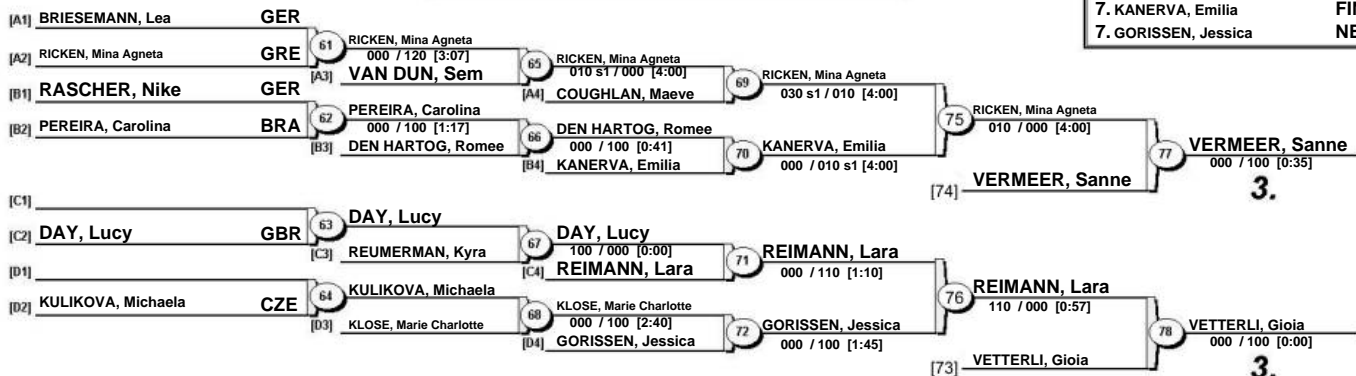 7. KANERVA, Emilia FIN
7. GORISSEN, Jessica NE
[A1] BRIESEMANN, Lea GER
[A2] RICKEN, Mina Agneta GRE
61
RICKEN, Mina Agneta
000 / 120 [3:07]
[A3] VAN DUN, Sem
65
RICKEN, Mina Agneta
010 s1 / 000 [4:00]
[A4] COUGHLAN, Maeve
69
RICKEN, Mina Agneta
030 s1 / 010 [4:00]
[B1] RASCHER, Nike GER
[B2] PEREIRA, Carolina BRA
62
PEREIRA, Carolina
000 / 100 [1:17]
[B3] DEN HARTOG, Romee
66
DEN HARTOG, Romee
000 / 100 [0:41]
[B4] KANERVA, Emilia
70
KANERVA, Emilia
000 / 010 s1 [4:00]
75
RICKEN, Mina Agneta
010 / 000 [4:00]
[74] VERMEER, Sanne
77
VERMEER, Sanne
000 / 100 [0:35]
3.
[C1]
[C2] DAY, Lucy GBR
63
DAY, Lucy
[C3] REUMERMAN, Kyra
67
DAY, Lucy
100 / 000 [0:00]
[C4] REIMANN, Lara
71
REIMANN, Lara
000 / 110 [1:10]
[D1]
[D2] KULIKOVA, Michaela CZE
64
KULIKOVA, Michaela
[D3] KLOSE, Marie Charlotte
68
KLOSE, Marie Charlotte
000 / 100 [2:40]
[D4] GORISSEN, Jessica
72
GORISSEN, Jessica
000 / 100 [1:45]
76
REIMANN, Lara
110 / 000 [0:57]
[73] VETTERLI, Gioia
78
VETTERLI, Gioia
000 / 100 [0:00]
3.